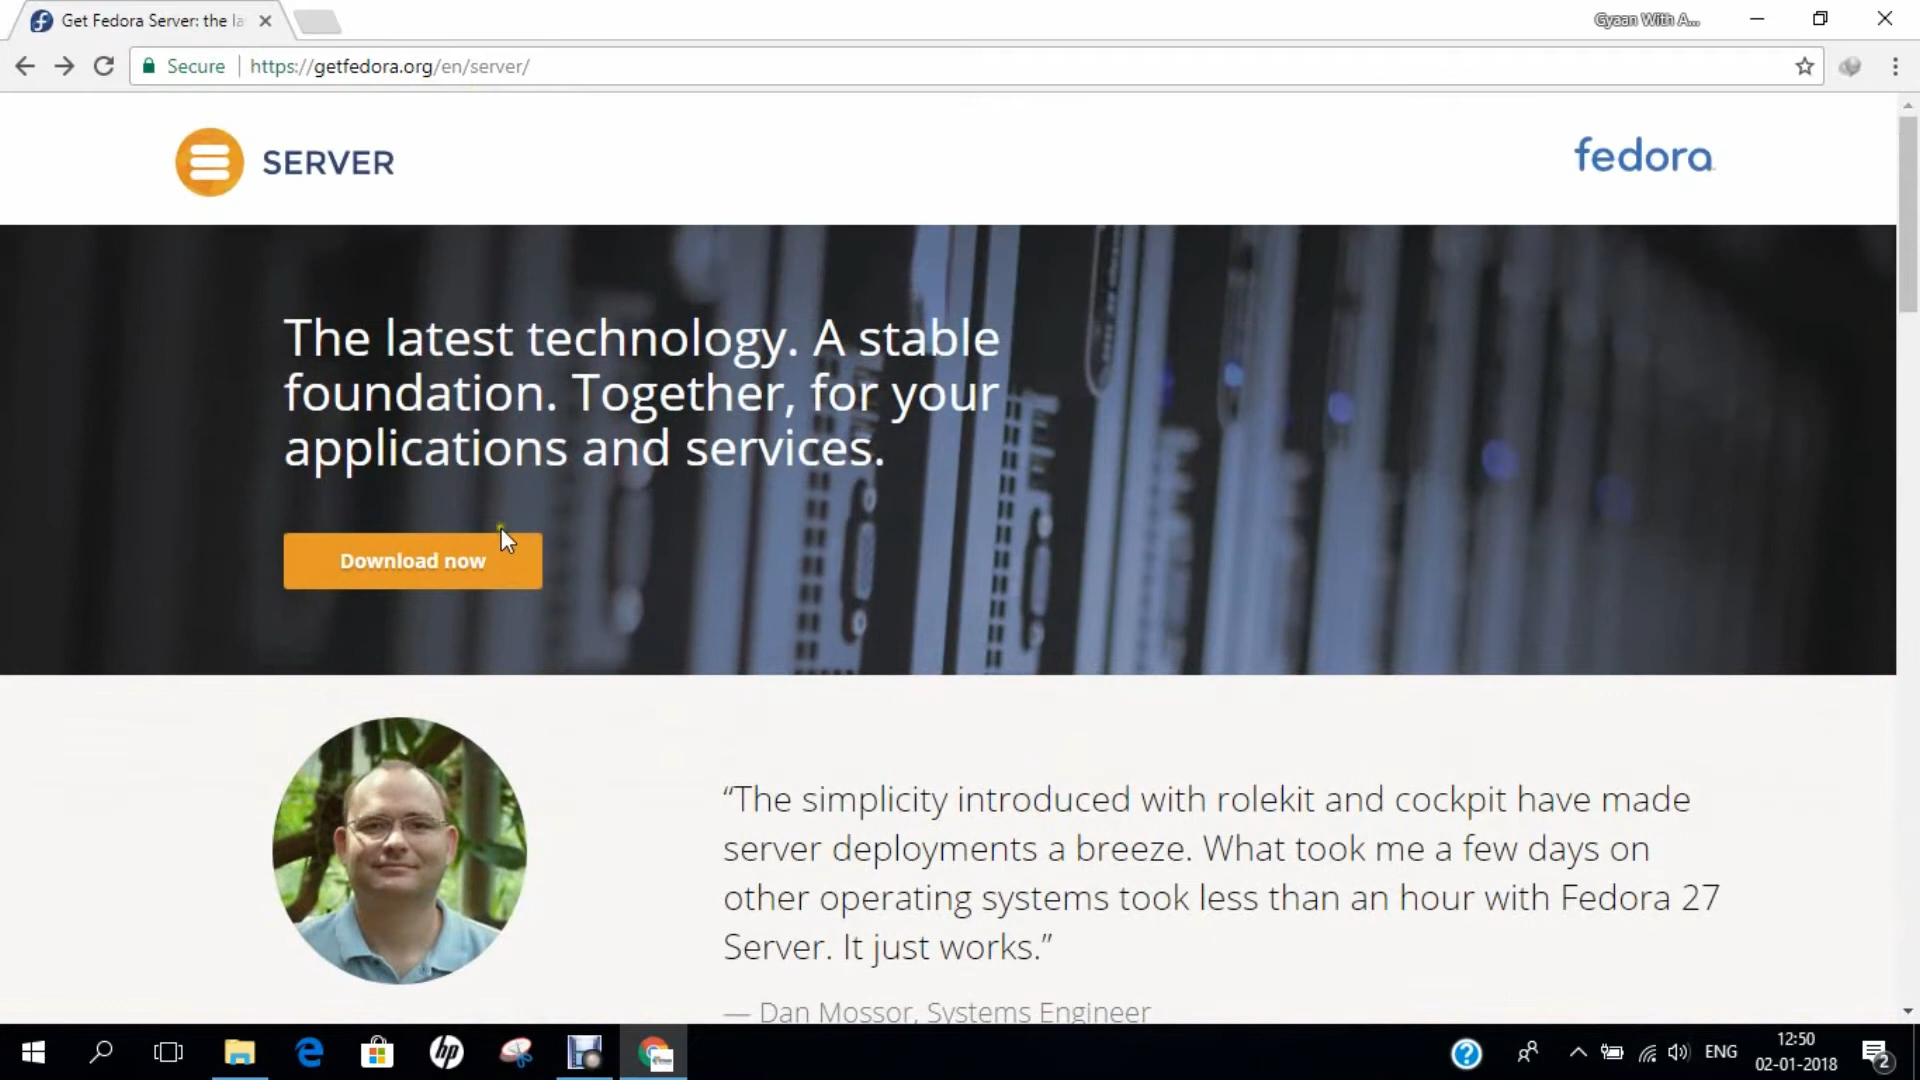 Get Fedora Server: the la
Gyaan With A...
Secure
https://getfedora.org/en/server/
SERVER
fedora
The latest technology. A stable
foundation. Together, for your
applications and services.
Download now
“The simplicity introduced with rolekit and cockpit have made
server deployments a breeze. What took me a few days on
other operating systems took less than an hour with Fedora 27
Server. It just works.”
— Dan Mossor, Systems Engineer
hp
ENG
12:50
02-01-2018
2